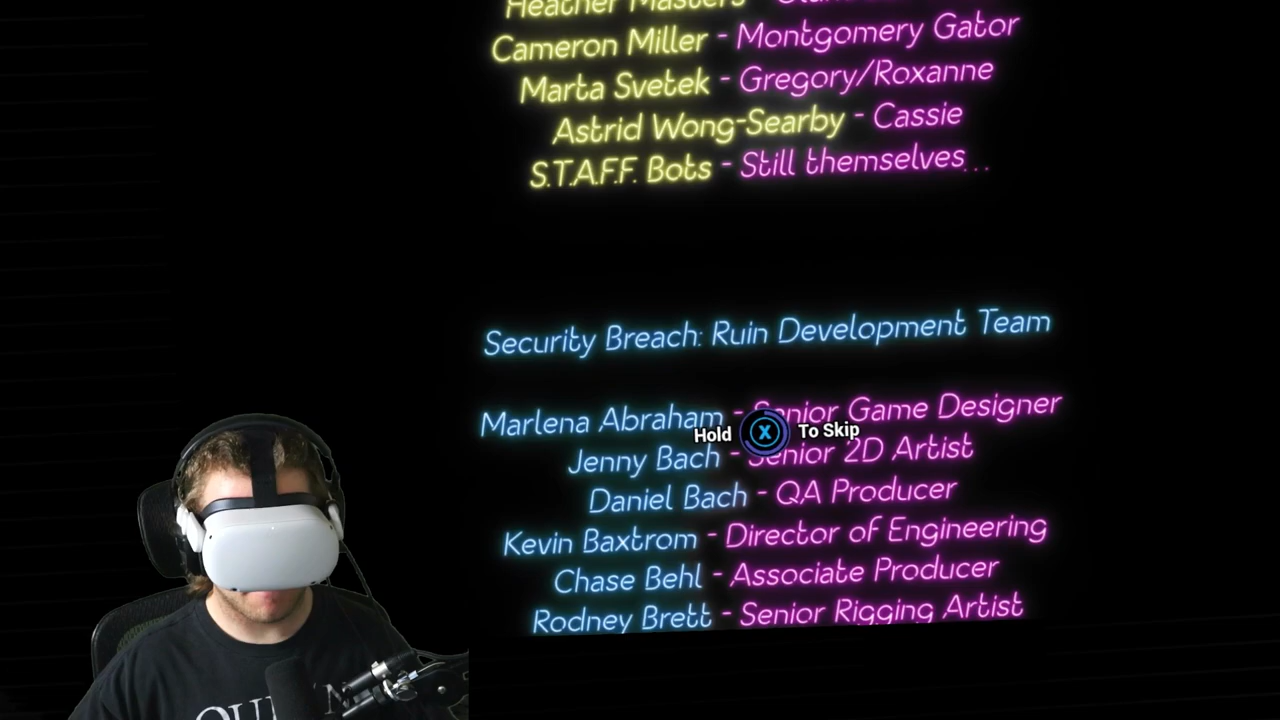 Heather Masters -
Cameron Miller - Montgomery Gator
Marta Svetek - Gregory/Roxanne
Astrid Wong-Searby - Cassie
S.T.A.F.F. Bots - Still themselves...
Security Breach: Ruin Development Team
Marlena Abraham - Senior Game Designer
Hold X To Skip
Jenny Bach - Senior 2D Artist
Daniel Bach - QA Producer
Kevin Baxtrom - Director of Engineering
Chase Behl - Associate Producer
Rodney Brett - Senior Rigging Artist